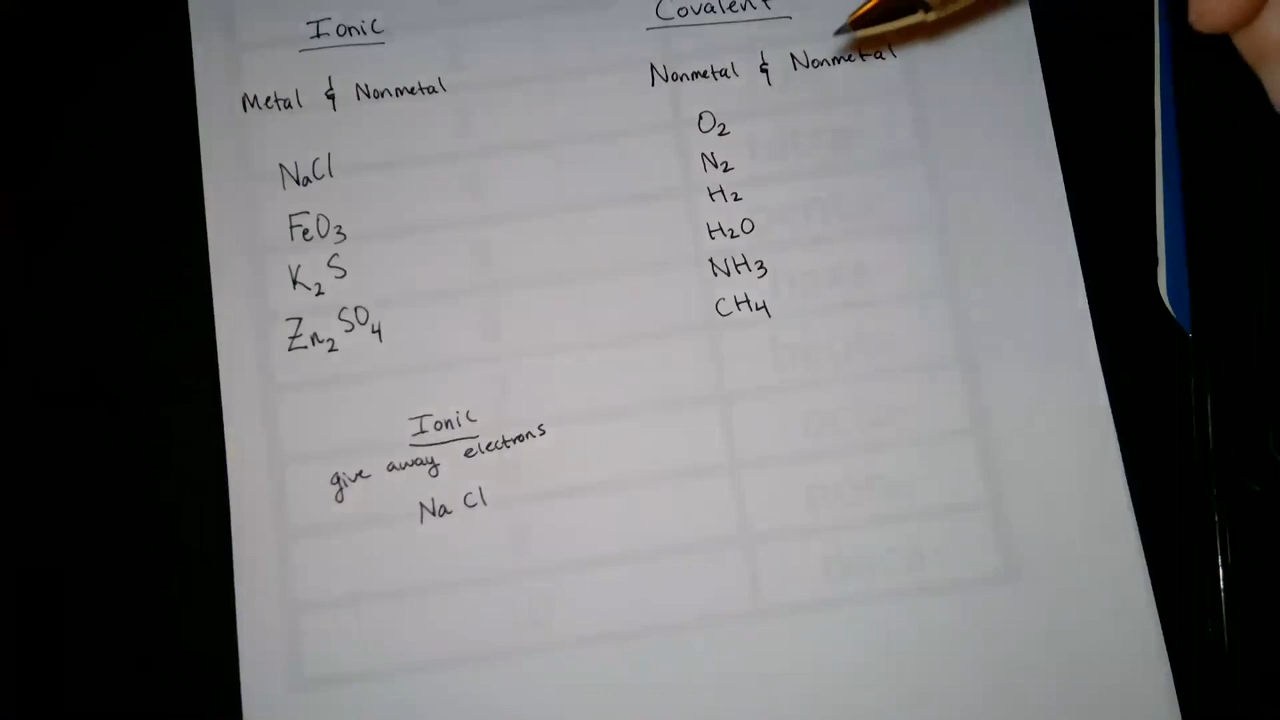 Ionic
Metal & Nonmetal
NaCl
FeO3
K2S
Zn2SO4
Covalent
Nonmetal & Nonmetal
O2
N2
H2
H2O
NH3
CH4
Ionic
give away electrons
Na Cl